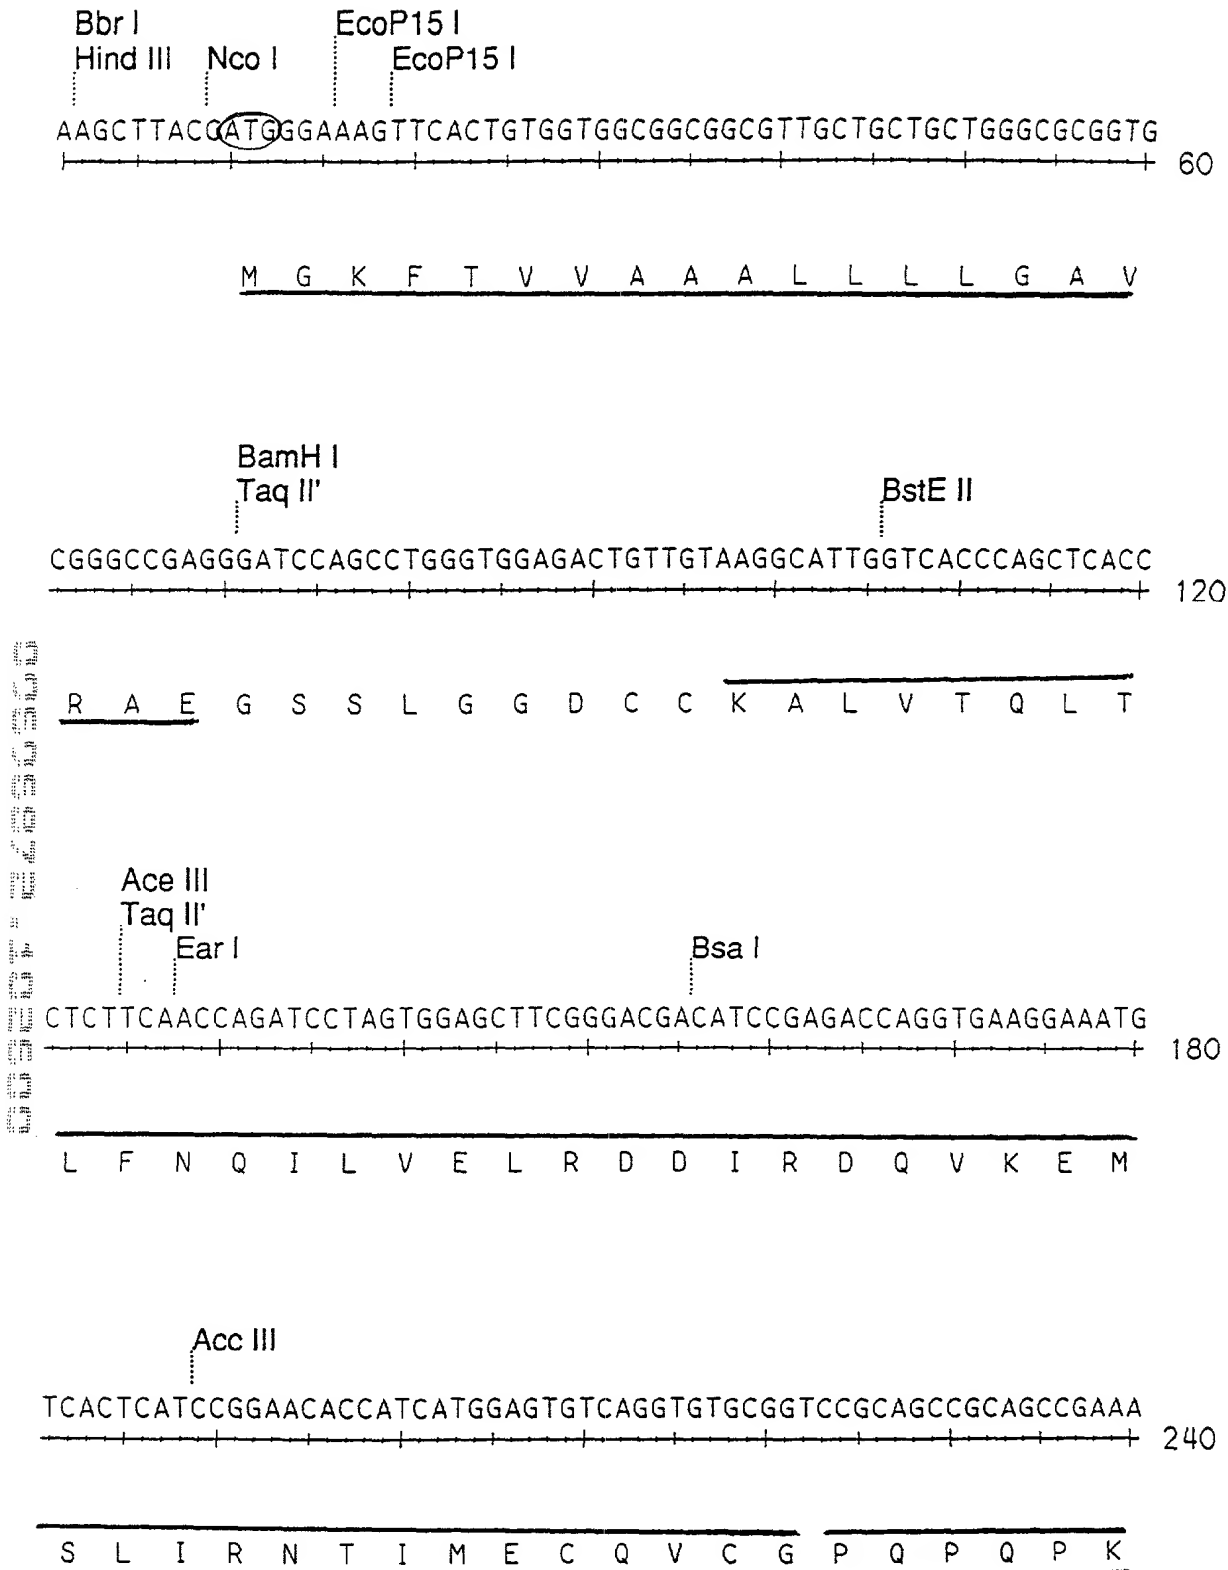 Bbr I EcoP15 I
Hind III Nco I EcoP15 I
AAGCTTACCATGGGAAAGTTCACTGTGGTGGCGGCGGCGTTGCTGCTGCTGGGCGCGGTG
60
M G K F T V V A A A L L L L G A V
BamH I
Taq II' BstE II
CGGGCCGAGGGATCCAGCCTGGGTGGAGACTGTTGTAAGGCATTGGTCACCCAGCTCACC
120
R A E G S S L G G D C C K A L V T Q L T
Ace III
Taq II'
Ear I Bsa I
CTCTTCAACCAGATCCTAGTGGAGCTTCGGGACGACATCCGAGACCAGGTGAAGGAAATG
180
L F N Q I L V E L R D D I R D Q V K E M
Acc III
TCACTCATCCGGAACACCATCATGGAGTGTCAGGTGTGCGGTCCGCAGCCGCAGCCGAAA
240
S L I R N T I M E C Q V C G P Q P Q P K